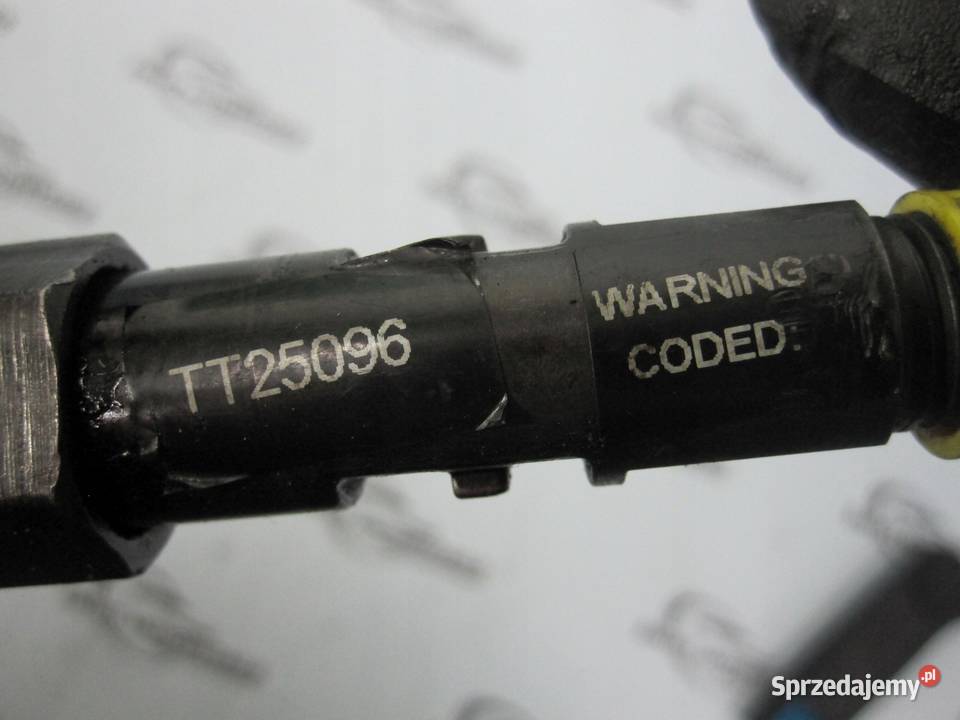 TT25096
WARNING
CODED:
Sprzedajemy.pl